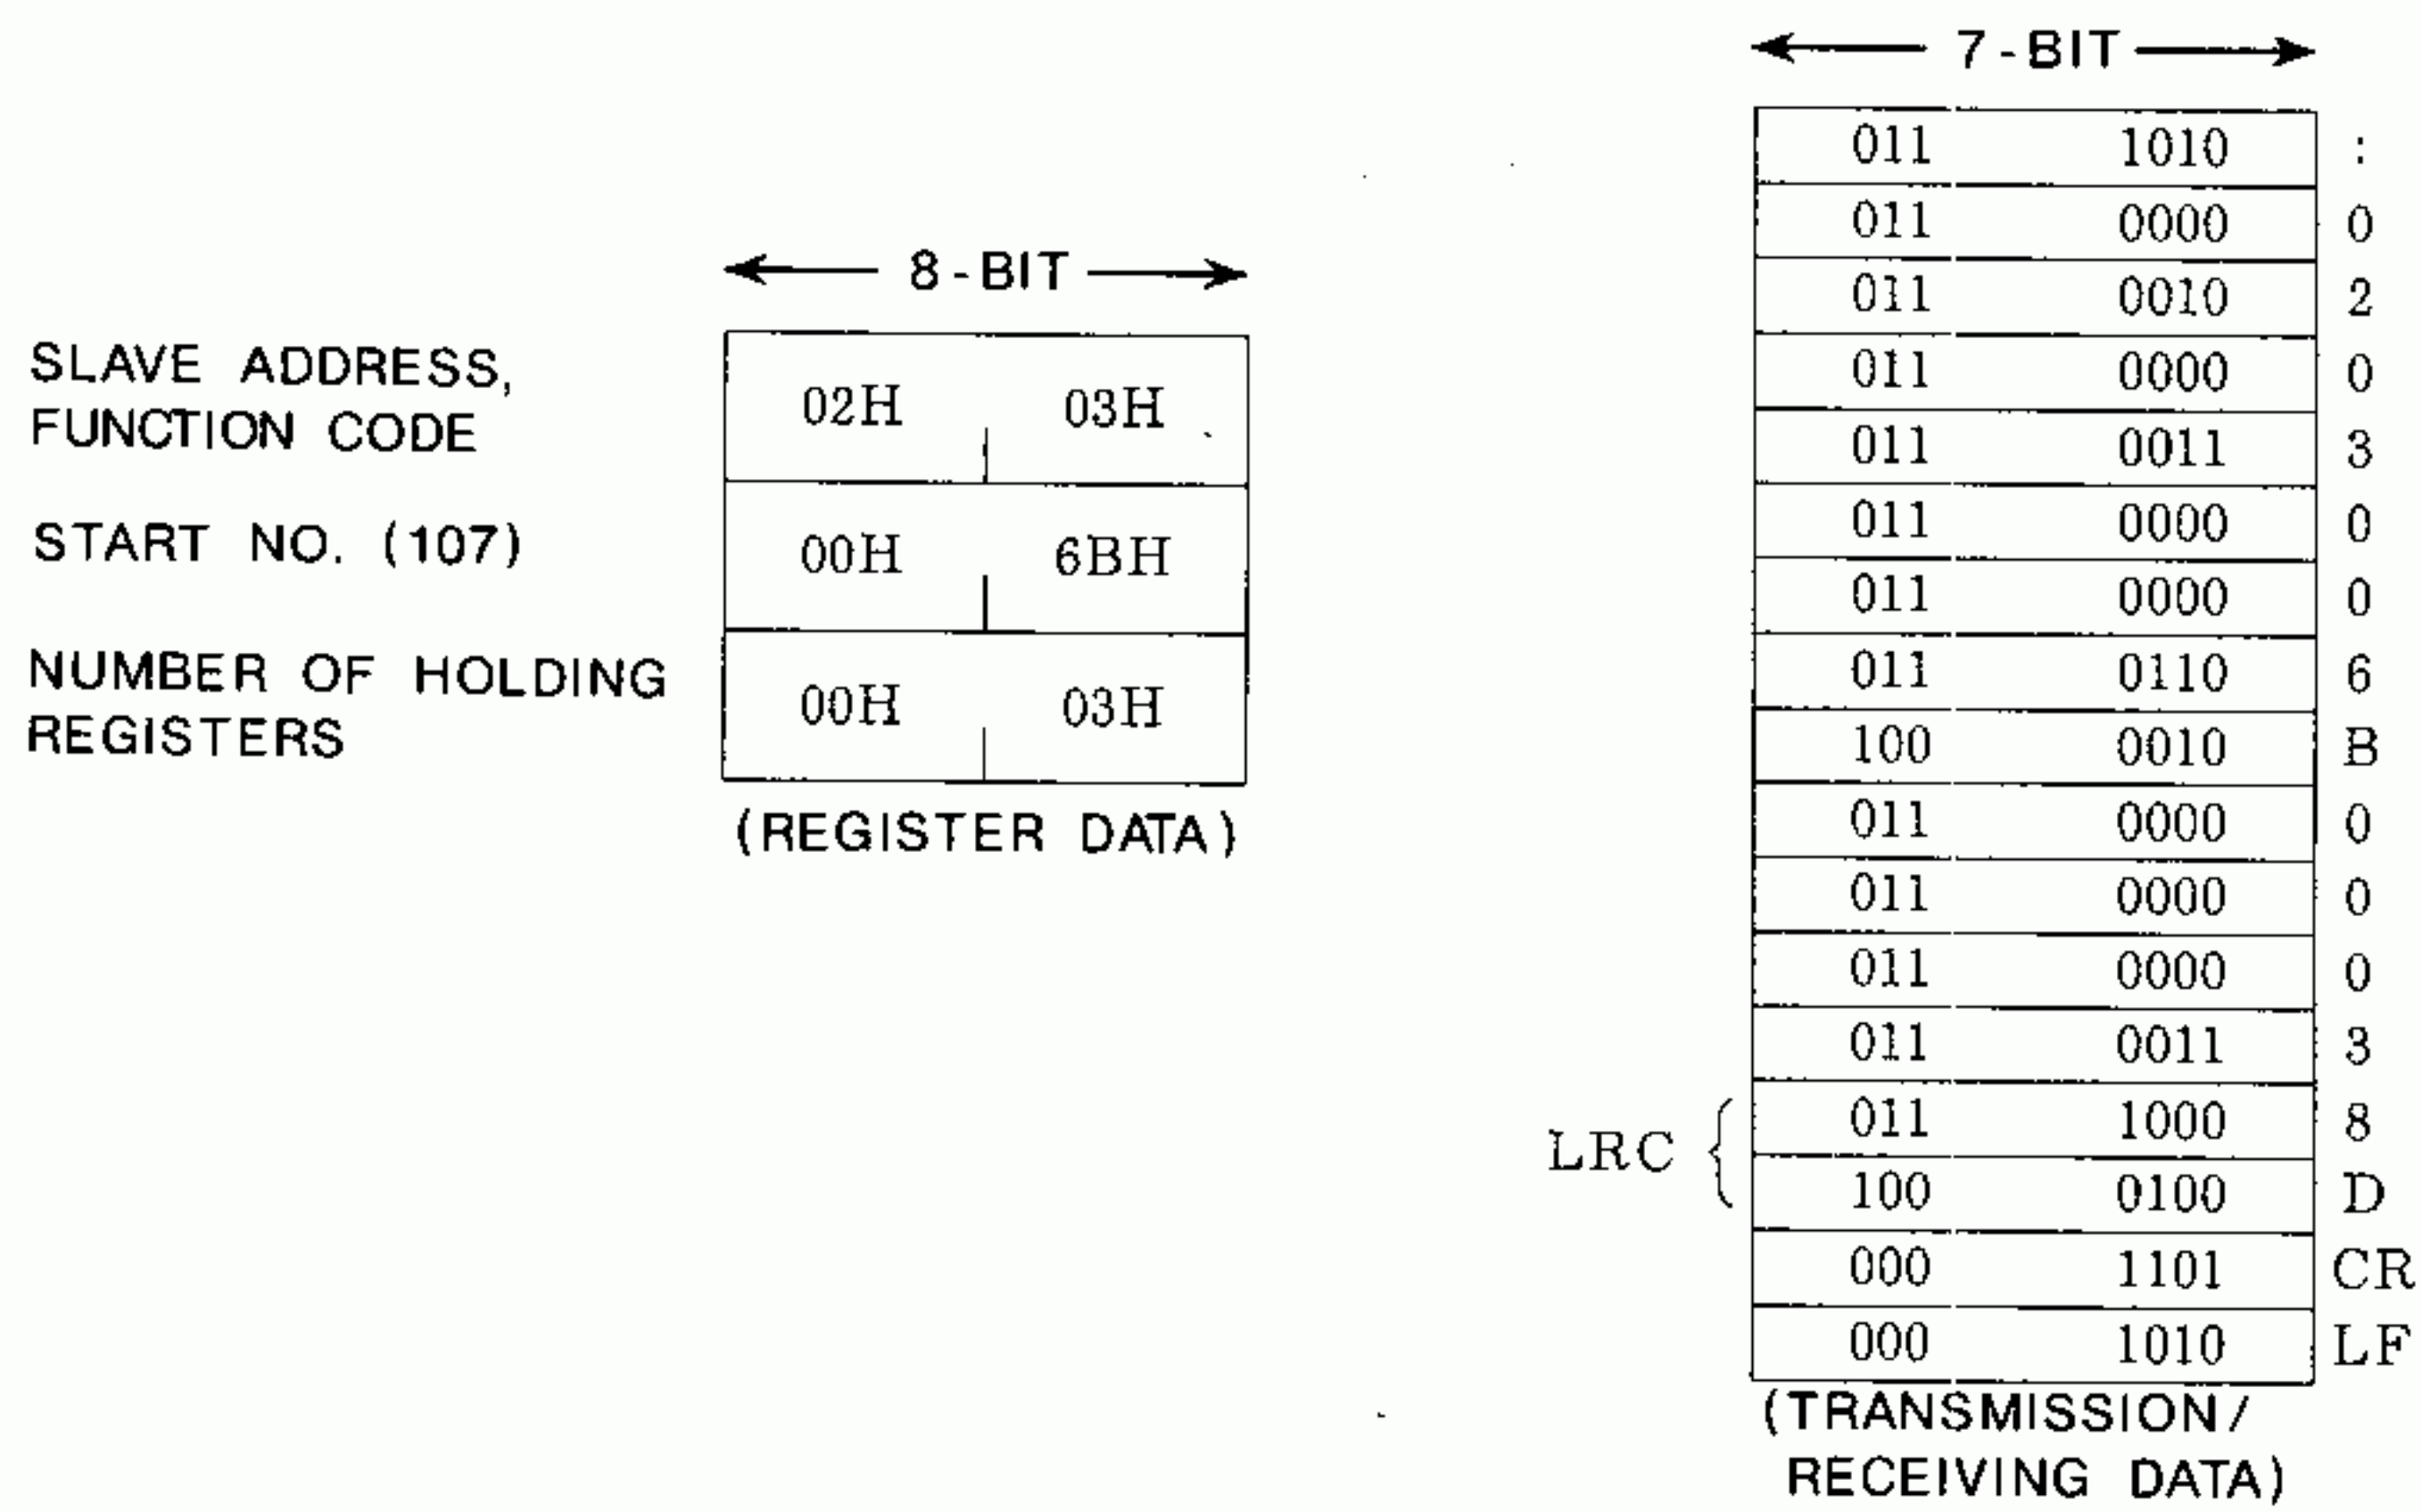 8-BIT
SLAVE ADDRESS,
FUNCTION CODE
02H 03H
START NO. (107)
00H 6BH
NUMBER OF HOLDING
REGISTERS
00H 03H
(REGISTER DATA)
7-BIT
011 1010 :
011 0000 0
011 0010 2
011 0000 0
011 0011 3
011 0000 0
011 0000 0
011 0110 6
100 0010 B
011 0000 0
011 0000 0
011 0000 0
011 0011 3
LRC
011 1000 8
100 0100 D
000 1101 CR
000 1010 LF
(TRANSMISSION/
RECEIVING DATA)